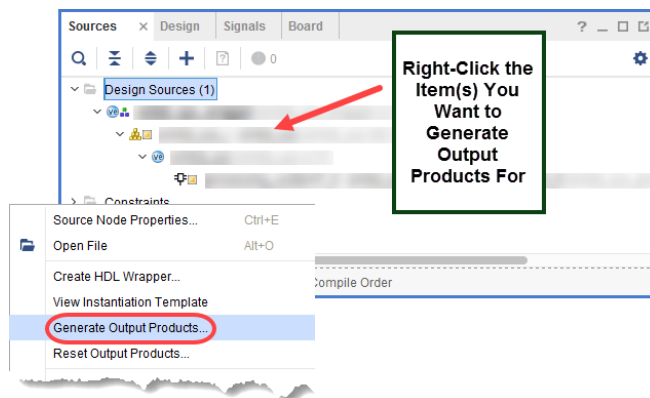 Sources × Design Signals Board ? _
0
Design Sources (1)
Right-Click the
Item(s) You
Want to
Generate
Output
Products For
Constraints
Compile Order
Source Node Properties... Ctrl+E
Open File Alt+O
Create HDL Wrapper...
View Instantiation Template
Generate Output Products...
Reset Output Products...